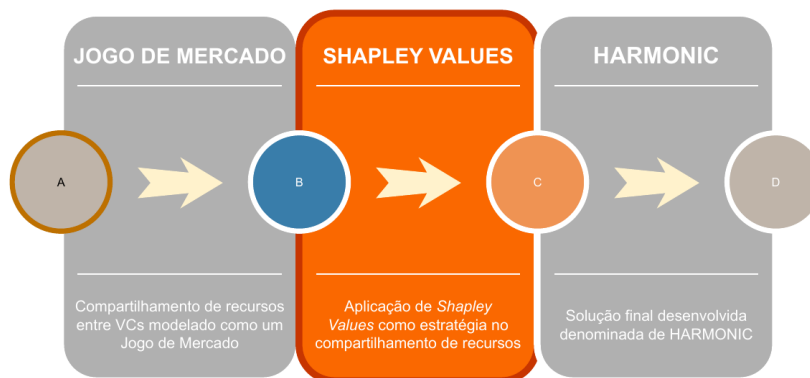 JOGO DE MERCADO
SHAPLEY VALUES
HARMONIC
A
B
C
D
Compartilhamento de recursos
entre VCs modelado como um
Jogo de Mercado
Aplicação de Shapley
Values como estratégia no
compartilhamento de recursos
Solução final desenvolvida
denominada de HARMONIC